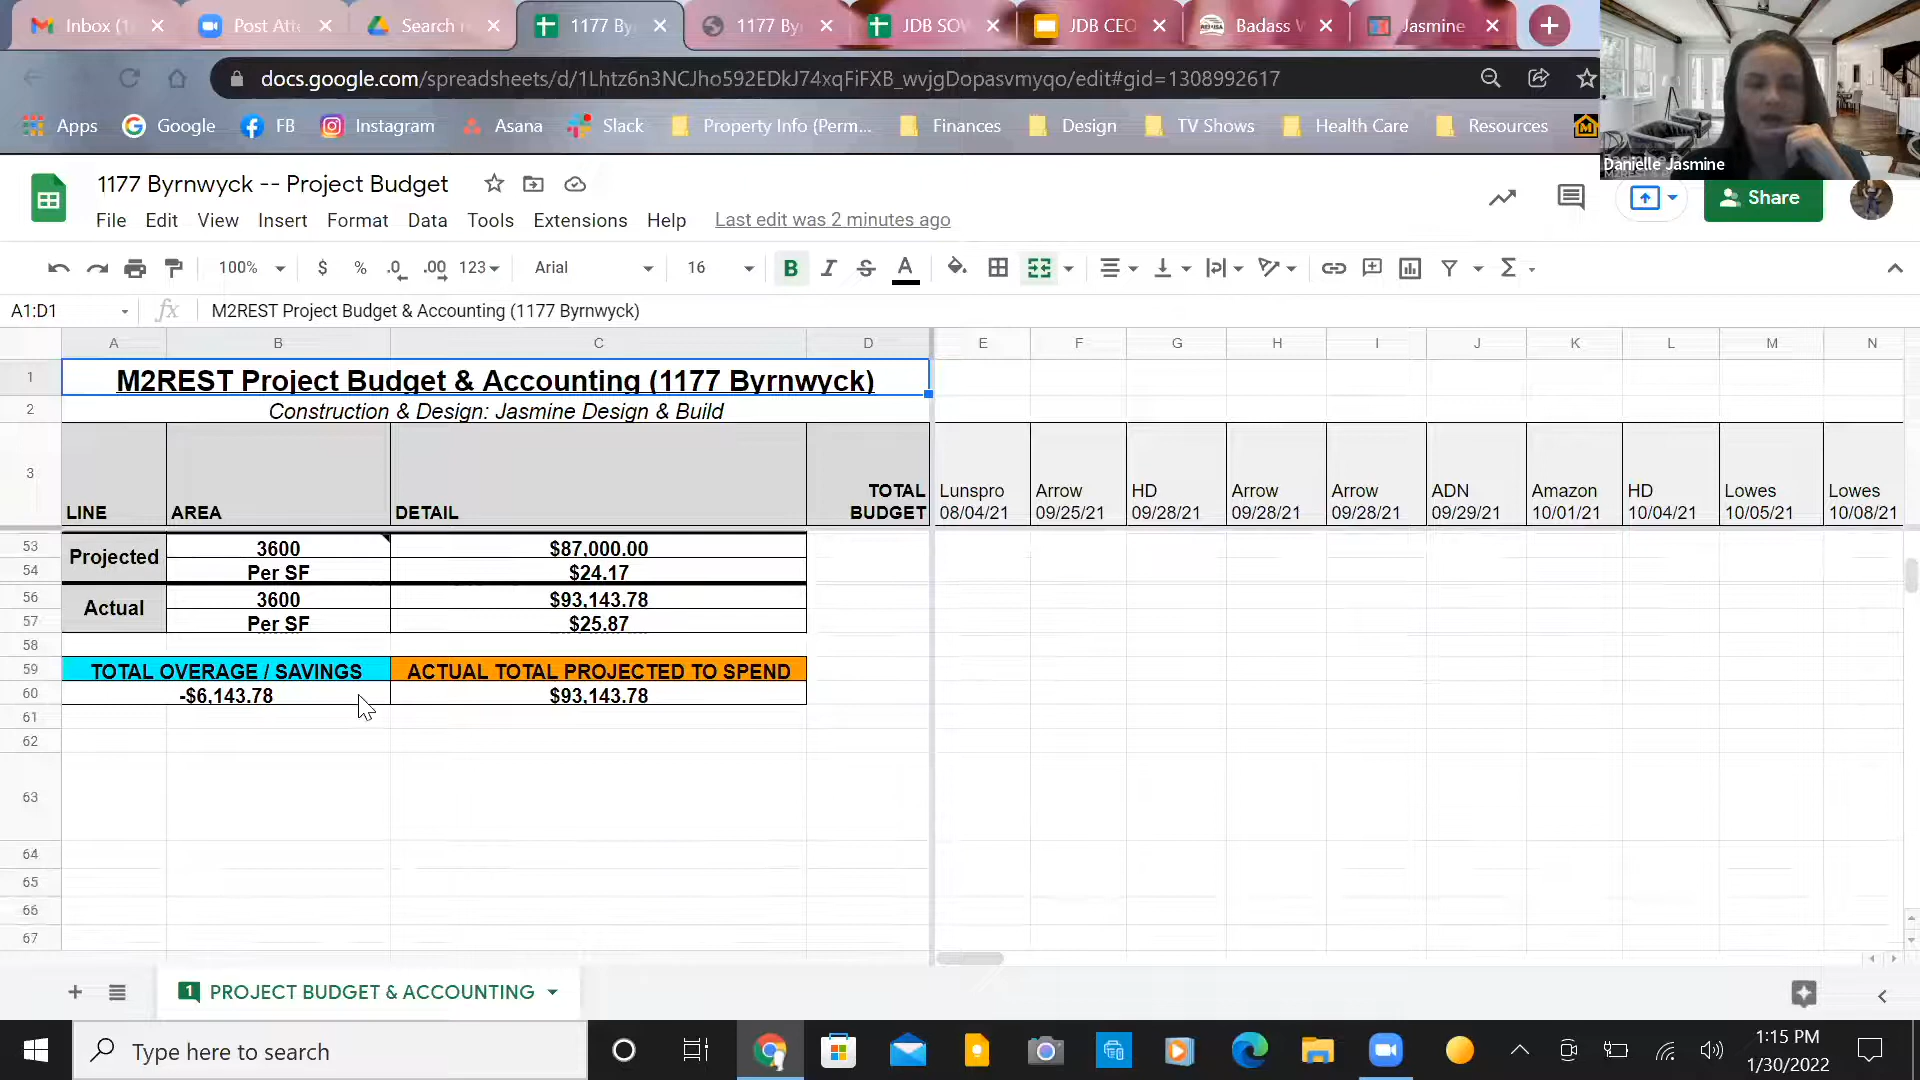 Inbox (1
Post Atte
Search r
1177 By
1177 By
JDB SOW
JDB CEO
Badass W
Jasmine
docs.google.com/spreadsheets/d/1Lhtz6n3NCJho592EDkJ74xqFiFXB_wvjgDopasvmyqo/edit#gid=1308992617
Apps
Google
FB
Instagram
Asana
Slack
Property Info (Perm...
Finances
Design
TV Shows
Health Care
Resources
Danielle Jasmine
1177 Byrnwyck -- Project Budget
File Edit View Insert Format Data Tools Extensions Help Last edit was 2 minutes ago
Share
100% $ % .0 .00 123 Arial 16 B I S A
A1:D1 fx M2REST Project Budget & Accounting (1177 Byrnwyck)
A B C D E F G H I J K L M N
1 M2REST Project Budget & Accounting (1177 Byrnwyck)
2 Construction & Design: Jasmine Design & Build
3 LINE AREA DETAIL TOTAL BUDGET
Lunspro 08/04/21
Arrow 09/25/21
HD 09/28/21
Arrow 09/28/21
Arrow 09/28/21
ADN 09/29/21
Amazon 10/01/21
HD 10/04/21
Lowes 10/05/21
Lowes 10/08/21
53 Projected 3600 $87,000.00
54 Per SF $24.17
56 Actual 3600 $93,143.78
57 Per SF $25.87
58
59 TOTAL OVERAGE / SAVINGS ACTUAL TOTAL PROJECTED TO SPEND
60 -$6,143.78 $93,143.78
61
62
63
64
65
66
67
1 PROJECT BUDGET & ACCOUNTING
Type here to search
1:15 PM
1/30/2022